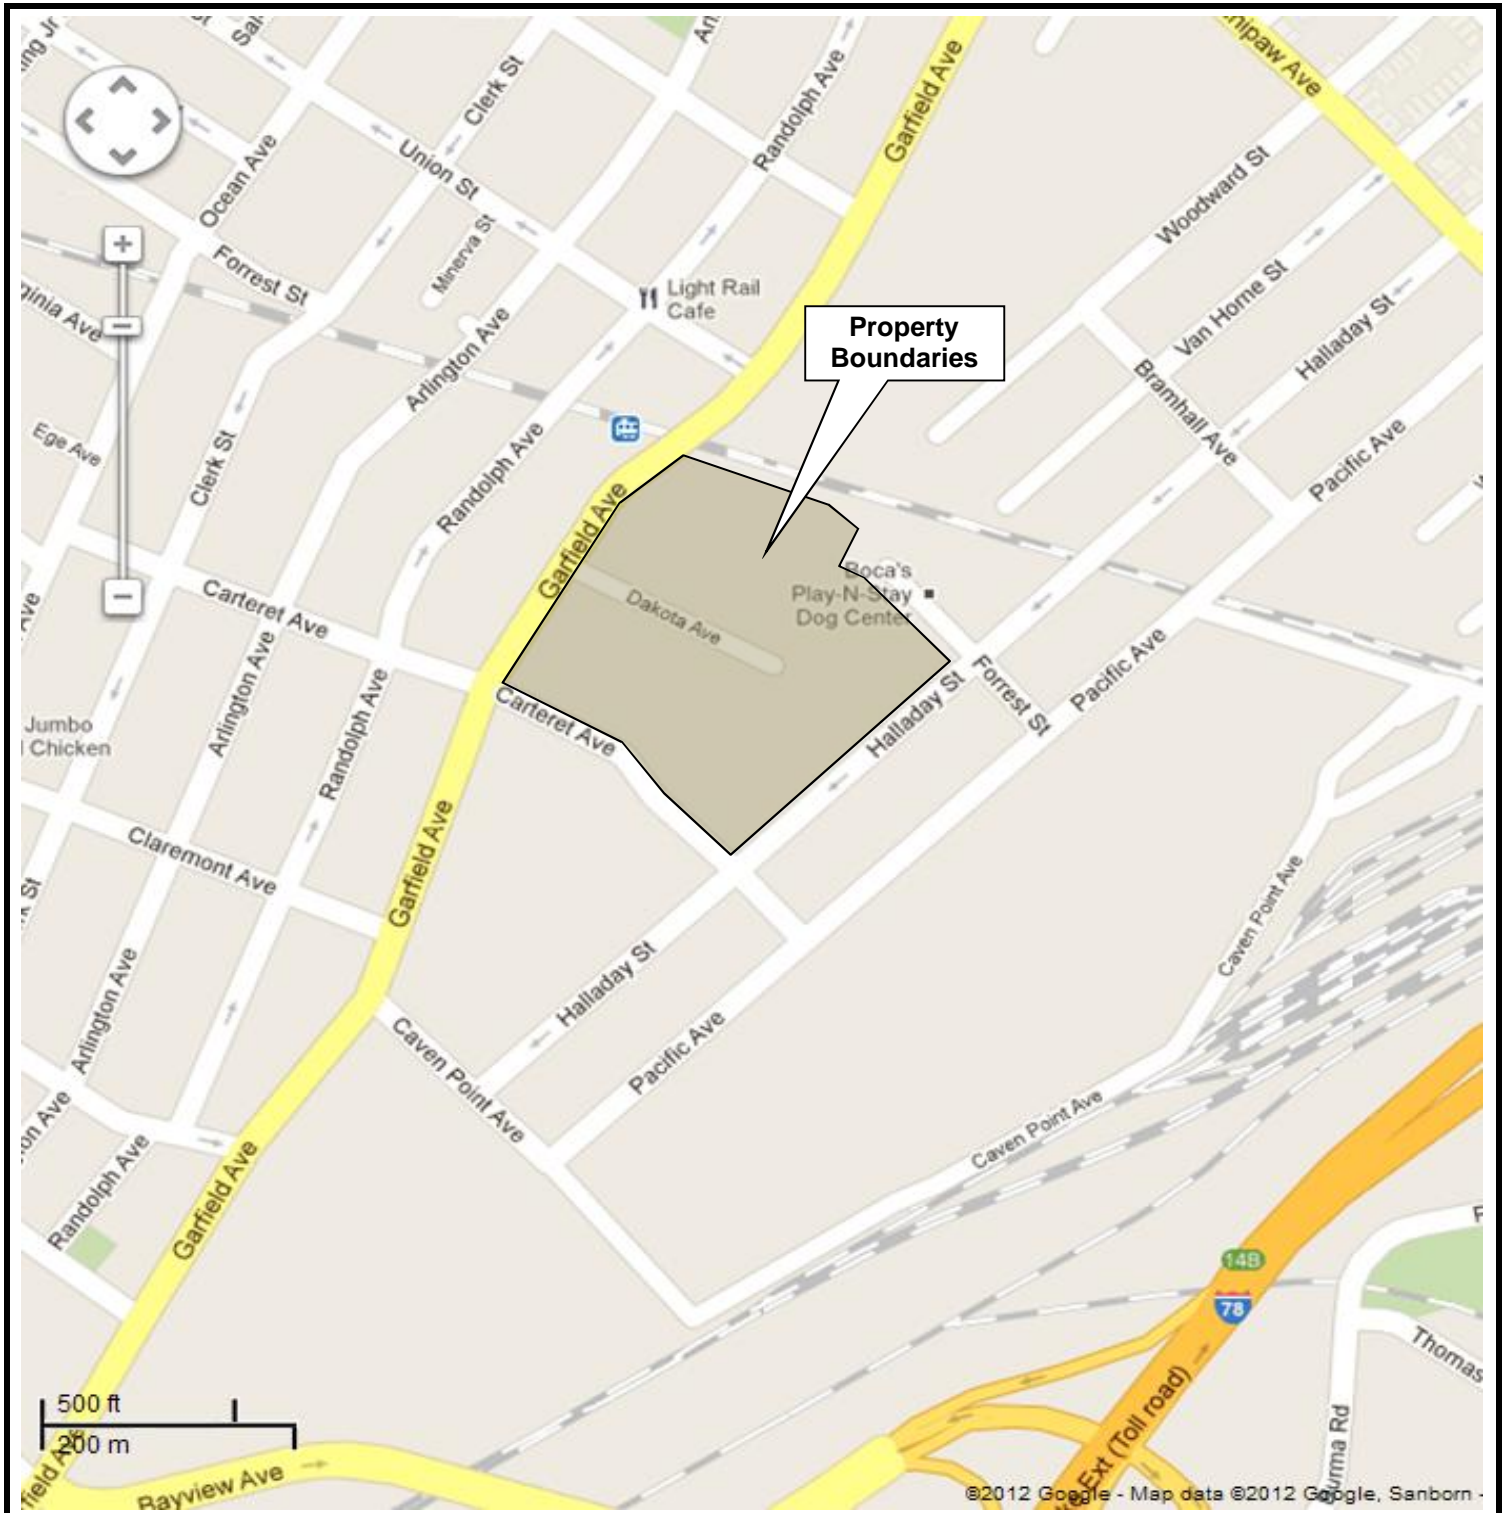 Clerk St
Garfield Ave
Randolph Ave
Ocean Ave
Union St
Minerva St
Forrest St
Woodward St
Van Horne St
Halladay St
Light Rail
Cafe
Property
Boundaries
Arlington Ave
Bramhall Ave
Ege Ave
Clerk St
Randolph Ave
Pacific Ave
Garfield Ave
Boca's
Play-N-Stay
Dog Center
Dakota Ave
Carteret Ave
Arlington Ave
Randolph Ave
Carteret Ave
Halladay St
Forrest St
Pacific Ave
Jumbo
Chicken
Claremont Ave
Garfield Ave
Caven Point Ave
Halladay St
Arlington Ave
Pacific Ave
Caven Point Ave
Caven Point Ave
Randolph Ave
Garfield Ave
14B
78
Thomas
500 ft
200 m
Bayview Ave
Ext (Toll road)
©2012 Google - Map data ©2012 Google, Sanborn -